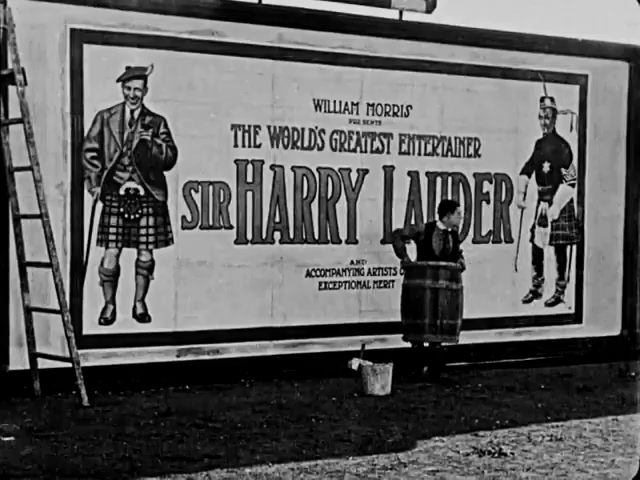 WILLIAM MORRIS
PRESENTS
THE WORLD'S GREATEST ENTERTAINER
SIR HARRY LAUDER
AND
ACCOMPANYING ARTISTS O
EXCEPTIONAL MERIT